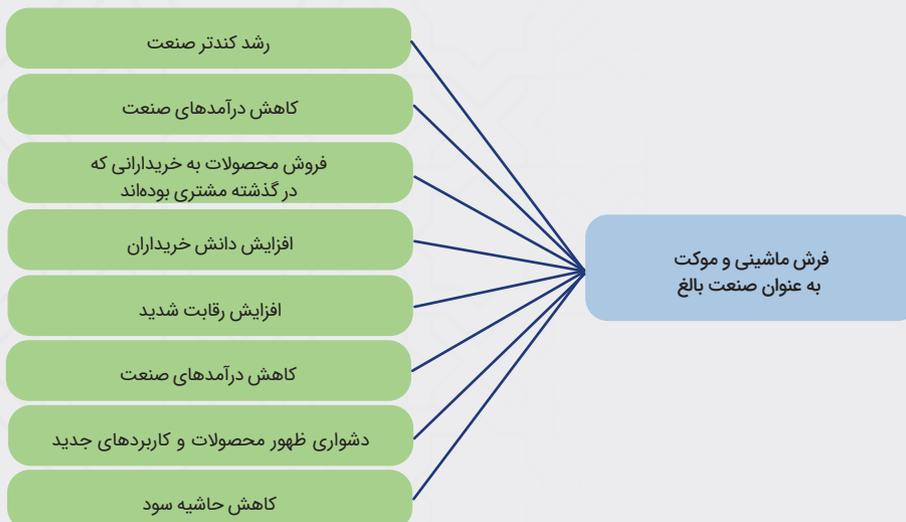 فرش ماشینی و موکت
به عنوان صنعت بالغ
رشد کندتر صنعت
کاهش درآمدهای صنعت
فروش محصولات به خریدارانی که
در گذشته مشتری بوده‌اند
افزایش دانش خریداران
افزایش رقابت شدید
کاهش درآمدهای صنعت
دشواری ظهور محصولات و کاربردهای جدید
کاهش حاشیه سود